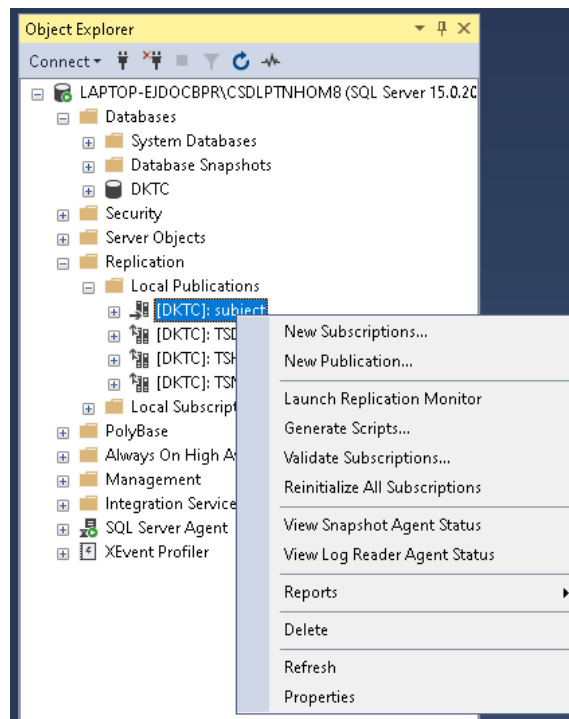 Object Explorer
Connect
LAPTOP-EJDOCBPR\CSDLPTNHOM8 (SQL Server 15.0.20
Databases
System Databases
Database Snapshots
DKTC
Security
Server Objects
Replication
Local Publications
[DKTC]: subject
[DKTC]: TSD
[DKTC]: TSH
[DKTC]: TSN
Local Subscript
PolyBase
Always On High A
Management
Integration Service
SQL Server Agent
XEvent Profiler
New Subscriptions...
New Publication...
Launch Replication Monitor
Generate Scripts...
Validate Subscriptions...
Reinitialize All Subscriptions
View Snapshot Agent Status
View Log Reader Agent Status
Reports
Delete
Refresh
Properties